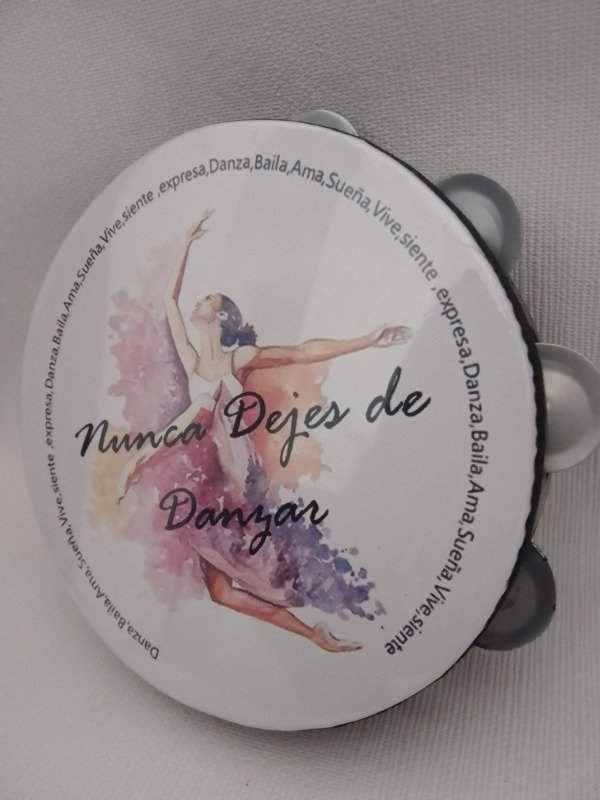 Danza,Baila,Ama,Sueña,Vive,siente ,expresa,Danza,Baila,Ama,Sueña,Vive,siente ,expresa,Danza,Baila,Ama,Sueña,Vive,siente ,expresa,Danza,Baila,Ama,Sueña,Vive,siente
Nunca Dejes de
Danzar